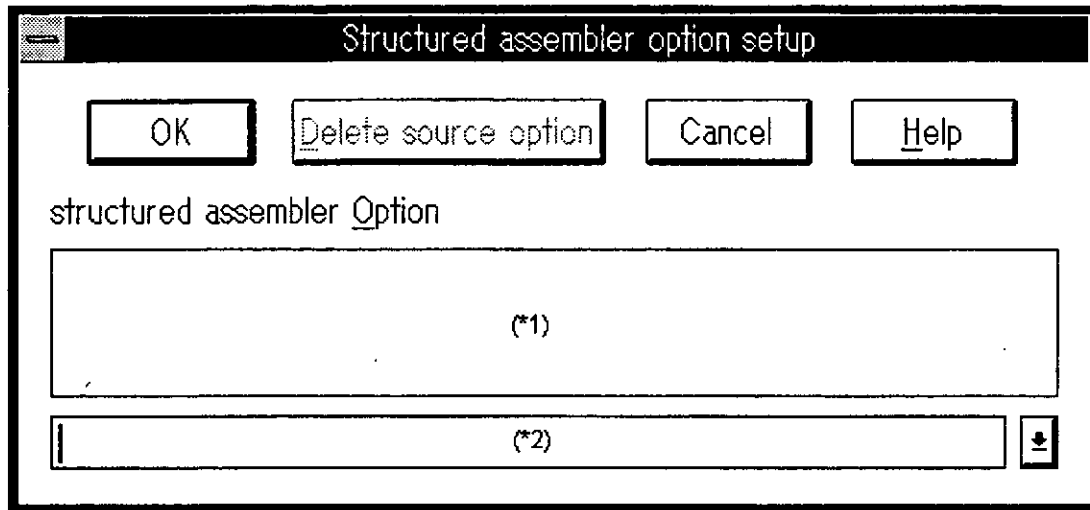 Structured assembler option setup
OK Delete source option Cancel Help
structured assembler Option
(*1)
(*2)